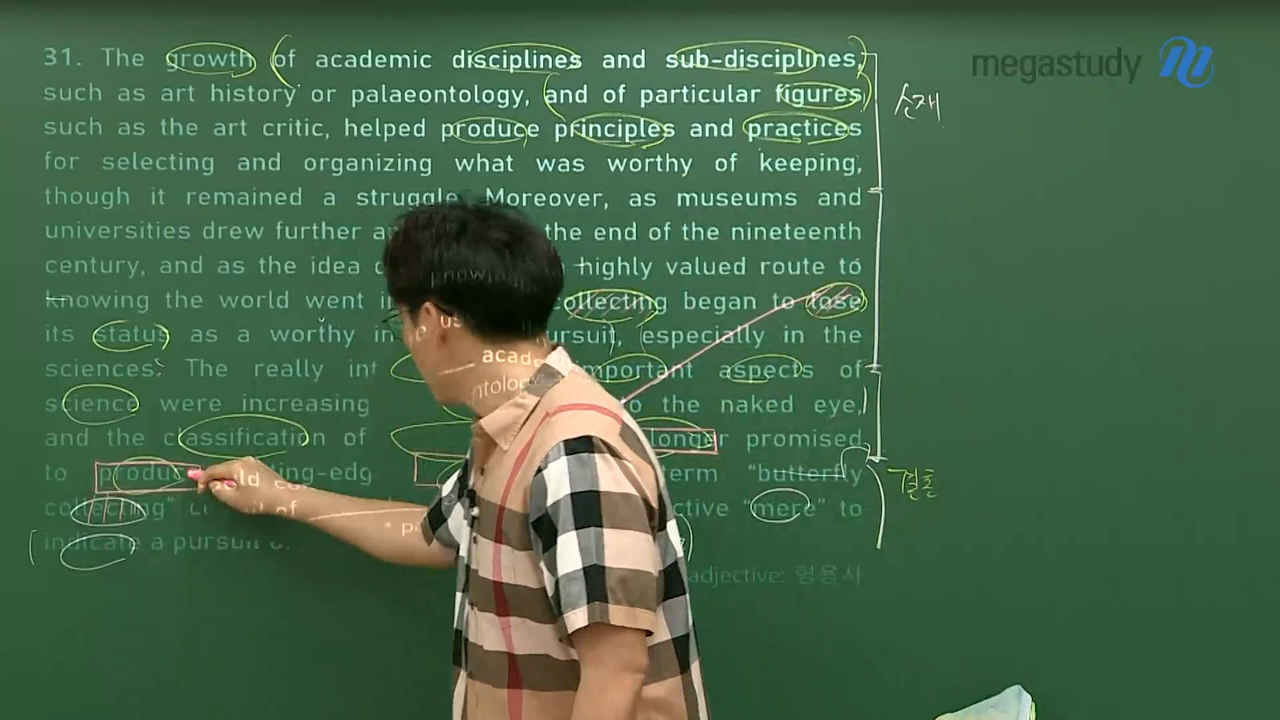 31. The growth of academic disciplines and sub-disciplines,
such as art history or palaeontology, and of particular figures
such as the art critic, helped produce principles and practices
for selecting and organizing what was worthy of keeping,
though it remained a struggle. Moreover, as museums and
universities drew further the end of the nineteenth
century, and as the idea highly valued route to
knowing the world went collecting began to lose
its status as a worthy pursuit, especially in the
sciences. The really important aspects of
science were increasing to the naked eye,
and the classification of longer promised
to term "butterfly
collecting" "mere" to
indicate a pursuit
adjective: 형용사
megastudy
소재
결론